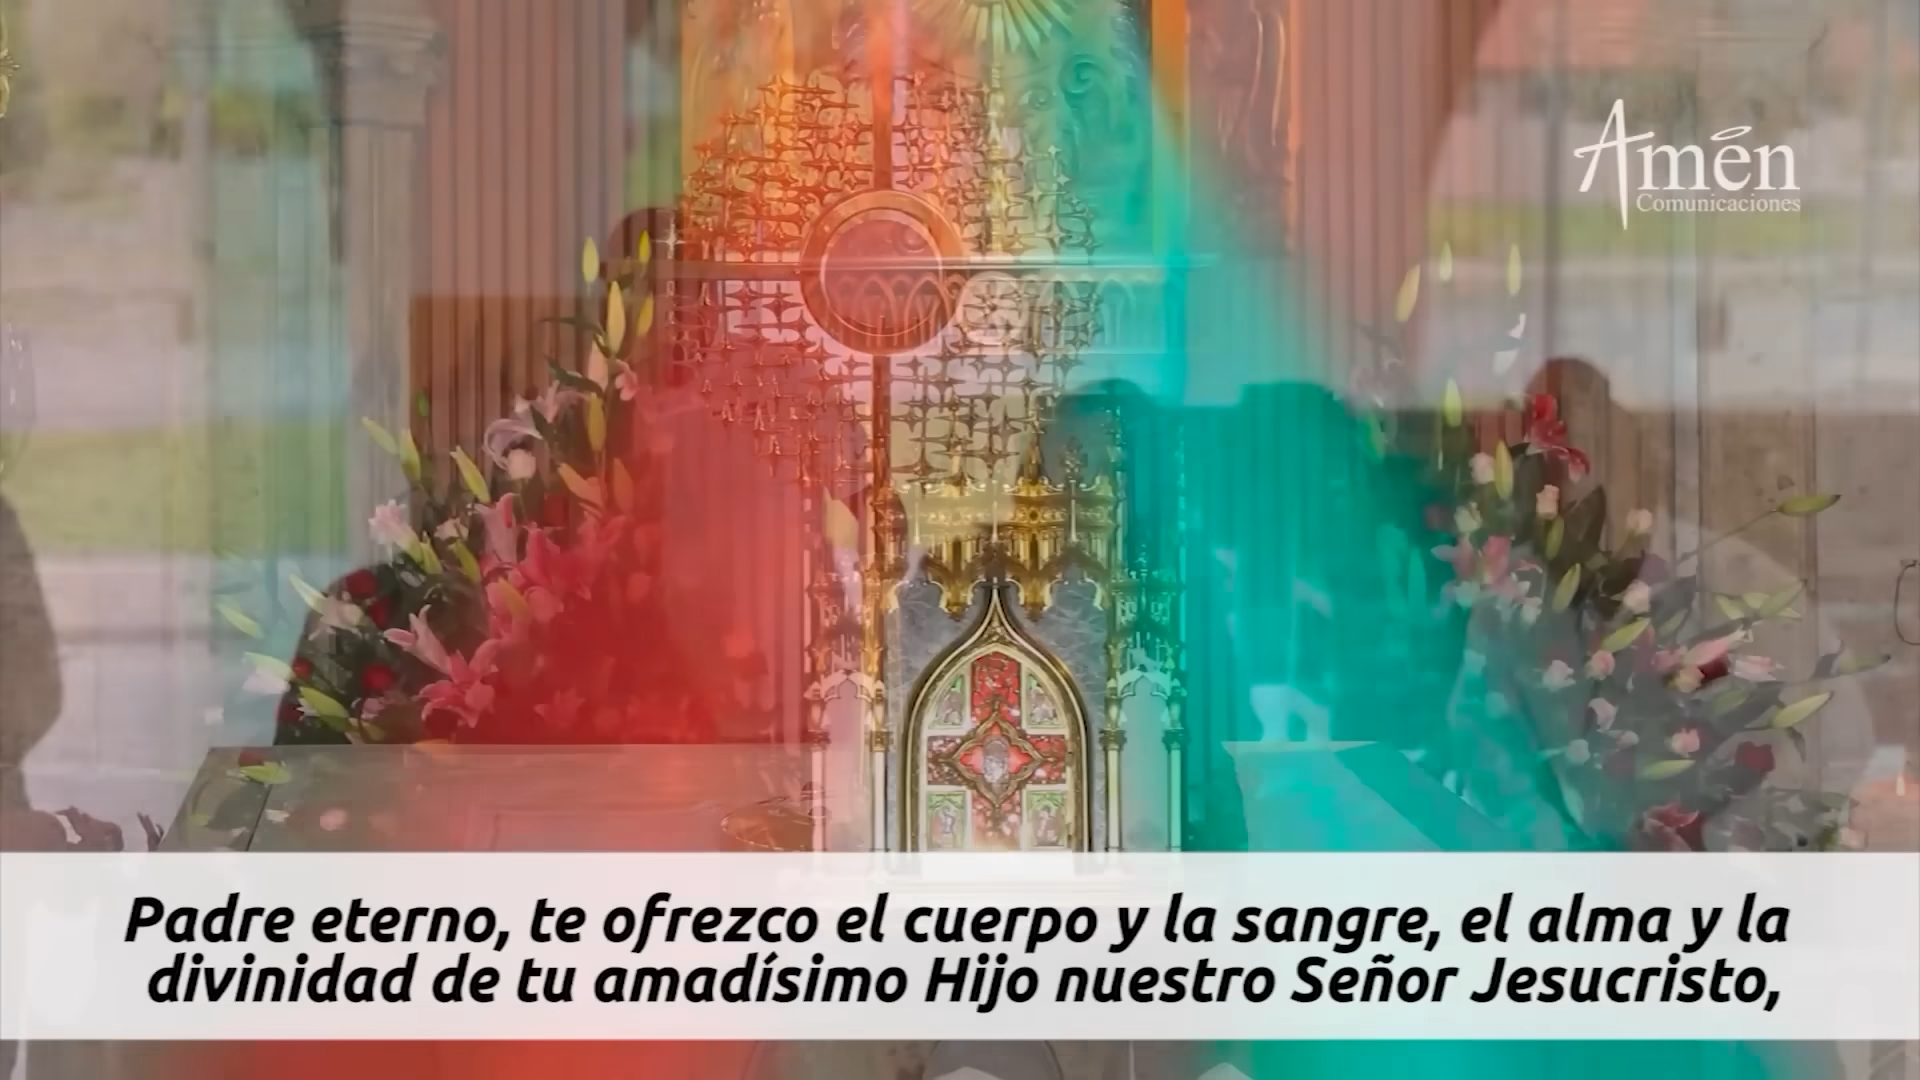 Amén
Comunicaciones
Padre eterno, te ofrezco el cuerpo y la sangre, el alma y la
divinidad de tu amadísimo Hijo nuestro Señor Jesucristo,